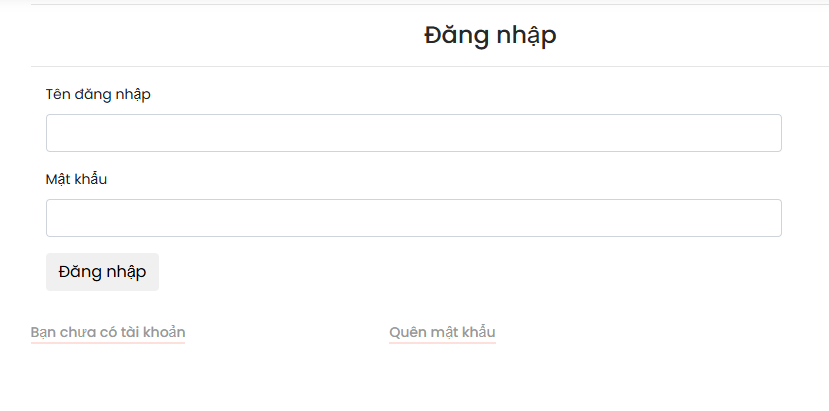 Đăng nhập
Tên đăng nhập
Mật khẩu
Đăng nhập
Bạn chưa có tài khoản
Quên mật khẩu